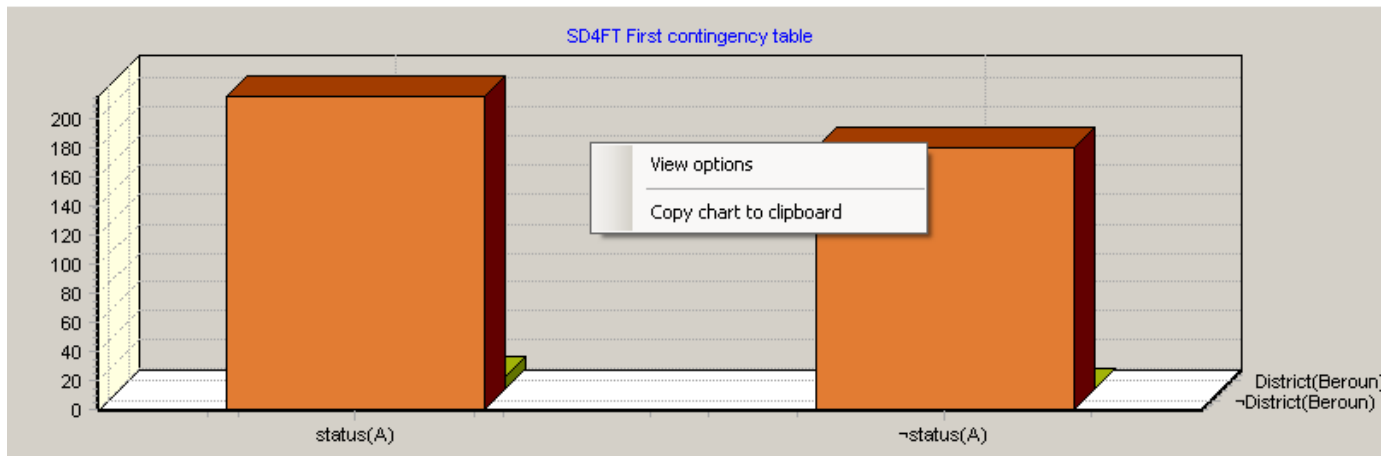 SD4FT First contingency table
200
180
160
140
120
100
80
60
40
20
0
View options
Copy chart to clipboard
District(Beroun)
¬District(Beroun)
status(A)
¬status(A)